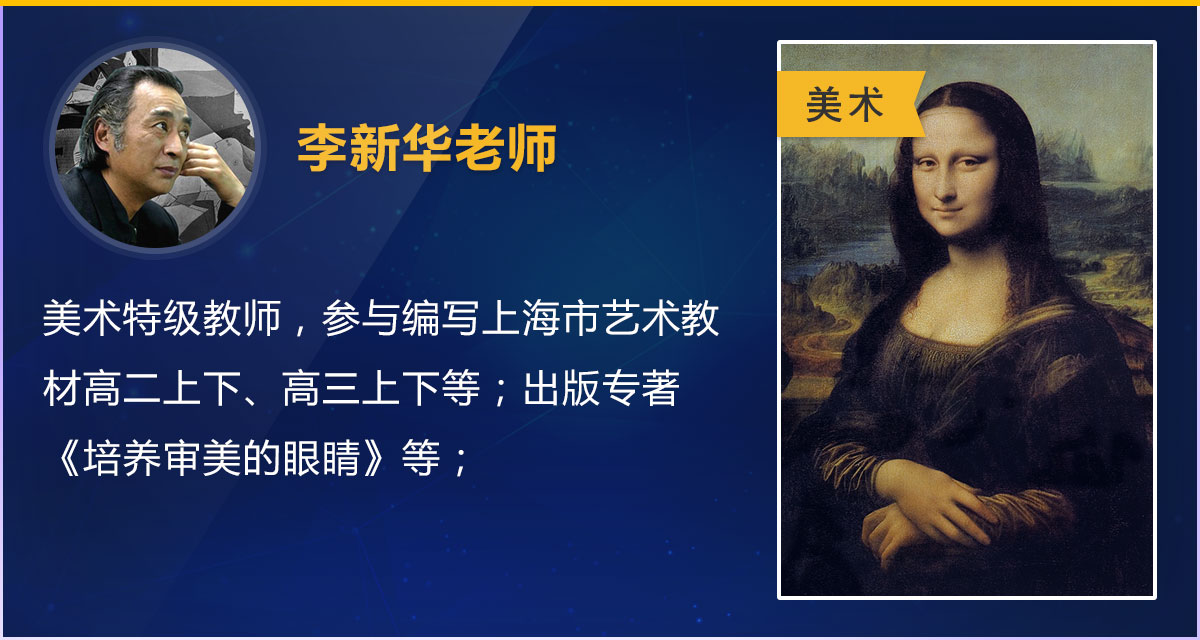 李新华老师
美术特级教师，参与编写上海市艺术教
材高二上下、高三上下等；出版专著
《培养审美的眼睛》等；
美术